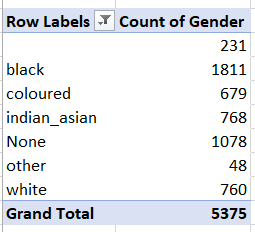 Row Labels Count of Gender
231
black 1811
coloured 679
indian_asian 768
None 1078
other 48
white 760
Grand Total 5375